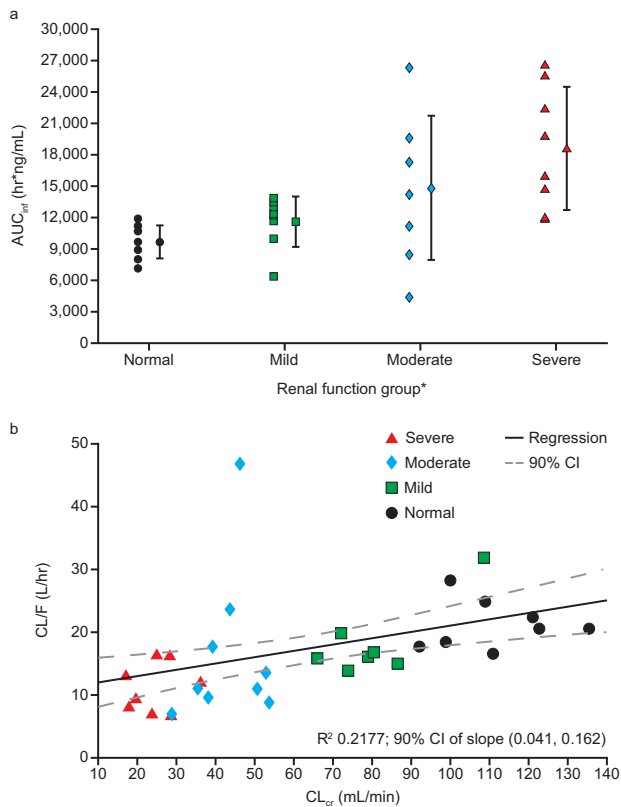 a
30,000
27,000
24,000
21,000
18,000
15,000
12,000
9,000
6,000
3,000
0
AUCinf (hr*ng/mL)
Normal Mild Moderate Severe
Renal function group*
b
50
40
30
20
10
0
CL/F (L/hr)
Severe Regression
Moderate 90% CI
Mild
Normal
R² 0.2177; 90% CI of slope (0.041, 0.162)
10 20 30 40 50 60 70 80 90 100 110 120 130 140
CLcr (mL/min)